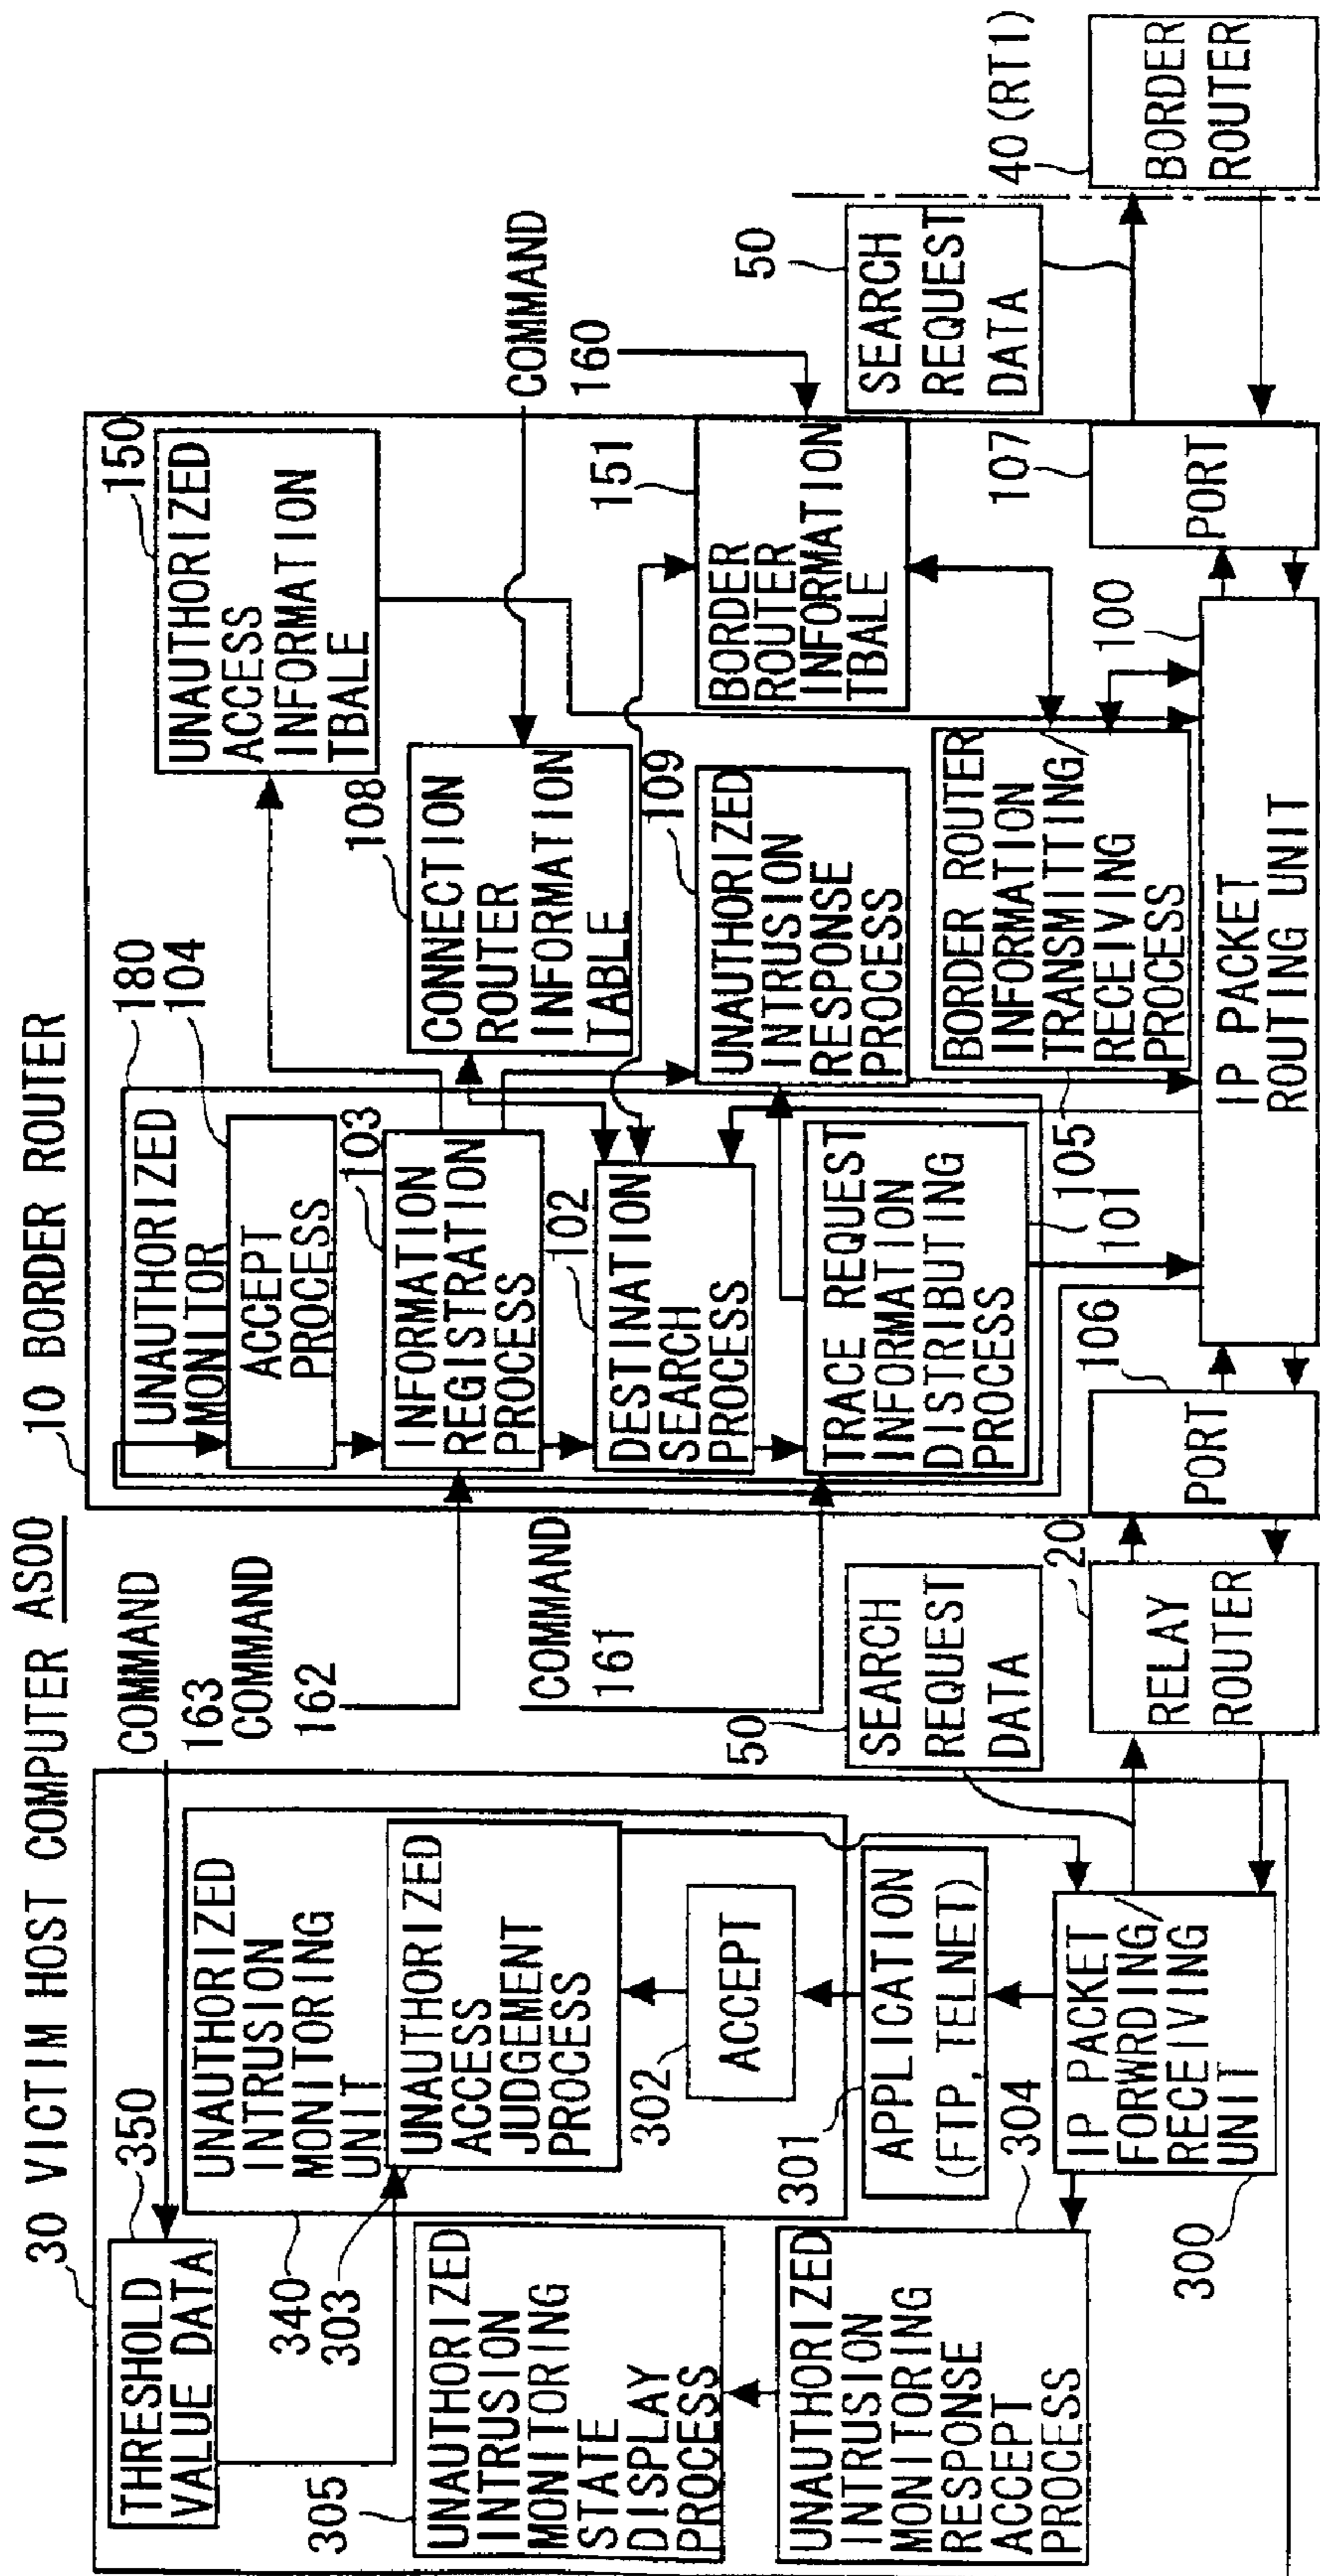 30 VICTIM HOST COMPUTER AS00
350
THRESHOLD
VALUE DATA
340
303
305
UNAUTHORIZED
INTRUSION
MONITORING
UNIT
UNAUTHORIZED
ACCESS
JUDGEMENT
PROCESS
UNAUTHORIZED
INTRUSION
MONITORING
STATE
DISPLAY
PROCESS
302
ACCEPT
301
APPLICATION
(FTP, TELNET)
304
UNAUTHORIZED
INTRUSION
MONITORING
RESPONSE
ACCEPT
PROCESS
IP PACKET
FORWRDING/
RECEIVING
UNIT
300
COMMAND
163
COMMAND
162
COMMAND
161
50
SEARCH
REQUEST
DATA
20
RELAY
ROUTER
10 BORDER ROUTER
180
104
UNAUTHORIZED
MONITOR
ACCEPT
PROCESS
103
INFORMATION
REGISTRATION
PROCESS
102
DESTINATION
SEARCH
PROCESS
TRACE REQUEST
INFORMATION
DISTRIBUTING
PROCESS
105
101
106
PORT
150
UNAUTHORIZED
ACCESS
INFORMATION
TBALE
108
CONNECTION
ROUTER
INFORMATION
TABLE
109
UNAUTHORIZED
INTRUSION
RESPONSE
PROCESS
151
BORDER
ROUTER
INFORMATION
TBALE
BORDER ROUTER
INFORMATION
TRANSMITTING/
RECEIVING
PROCESS
100
IP PACKET
ROUTING UNIT
107
PORT
COMMAND
160
50
SEARCH
REQUEST
DATA
40 (RT1)
BORDER
ROUTER